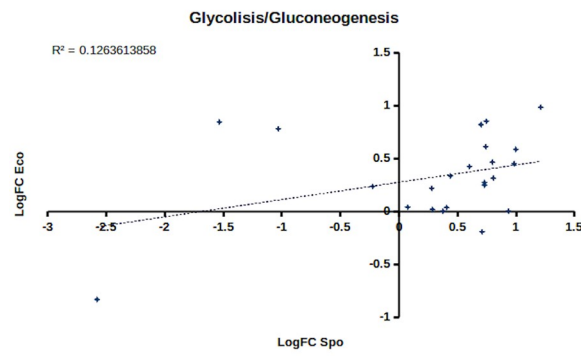 Glycolisis/Gluconeogenesis
R² = 0.1263613858
1.5
1
0.5
0
-0.5
-1
-3 -2.5 -2 -1.5 -1 -0.5 0 0.5 1 1.5
LogFC Eco
LogFC Spo